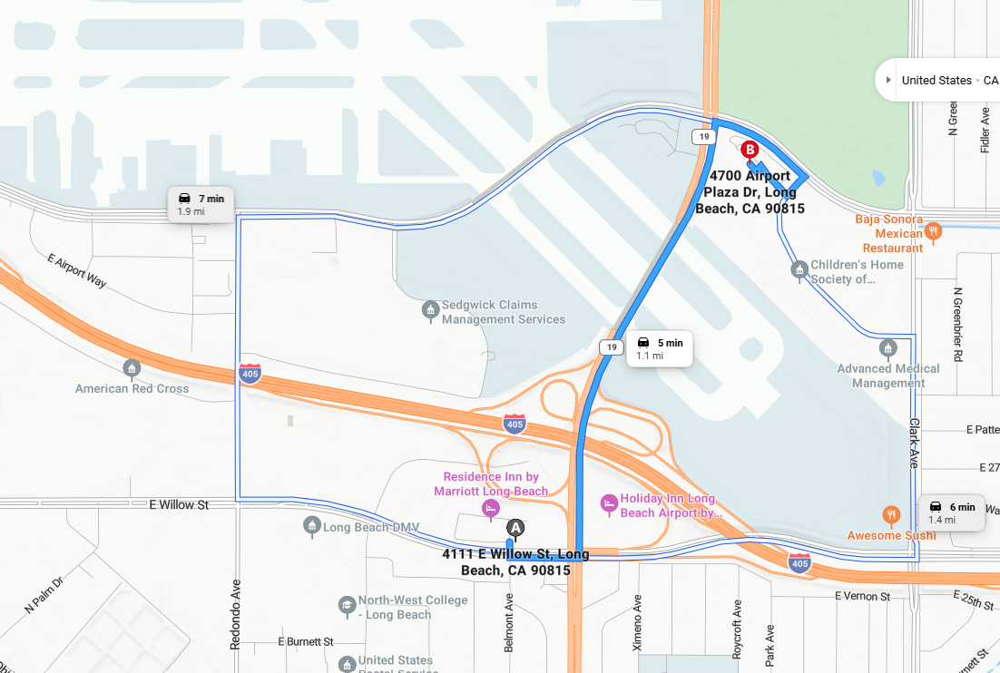 United States • CA
N Greenbrier Rd
Fidler Ave
19
B
4700 Airport
Plaza Dr, Long
Beach, CA 90815
7 min
1.9 mi
Baja Sonora
Mexican
Restaurant
E Airport Way
Children's Home
Society of...
Sedgwick Claims
Management Services
19
5 min
1.1 mi
405
American Red Cross
Advanced Medical
Management
405
Clark Ave
E Patte
E 27
Residence Inn by
Marriott Long Beach
Holiday Inn Long
Beach Airport by...
E Willow St
Long Beach DMV
A
6 min
1.4 mi
Wa
Awesome Sushi
4111 E Willow St, Long
Beach, CA 90815
405
E Vernon St
E 25th St
N Palm Dr
Redondo Ave
North-West College
- Long Beach
Belmont Ave
Ximeno Ave
Roycroft Ave
Park Ave
E Burnett St
United States
rnett St